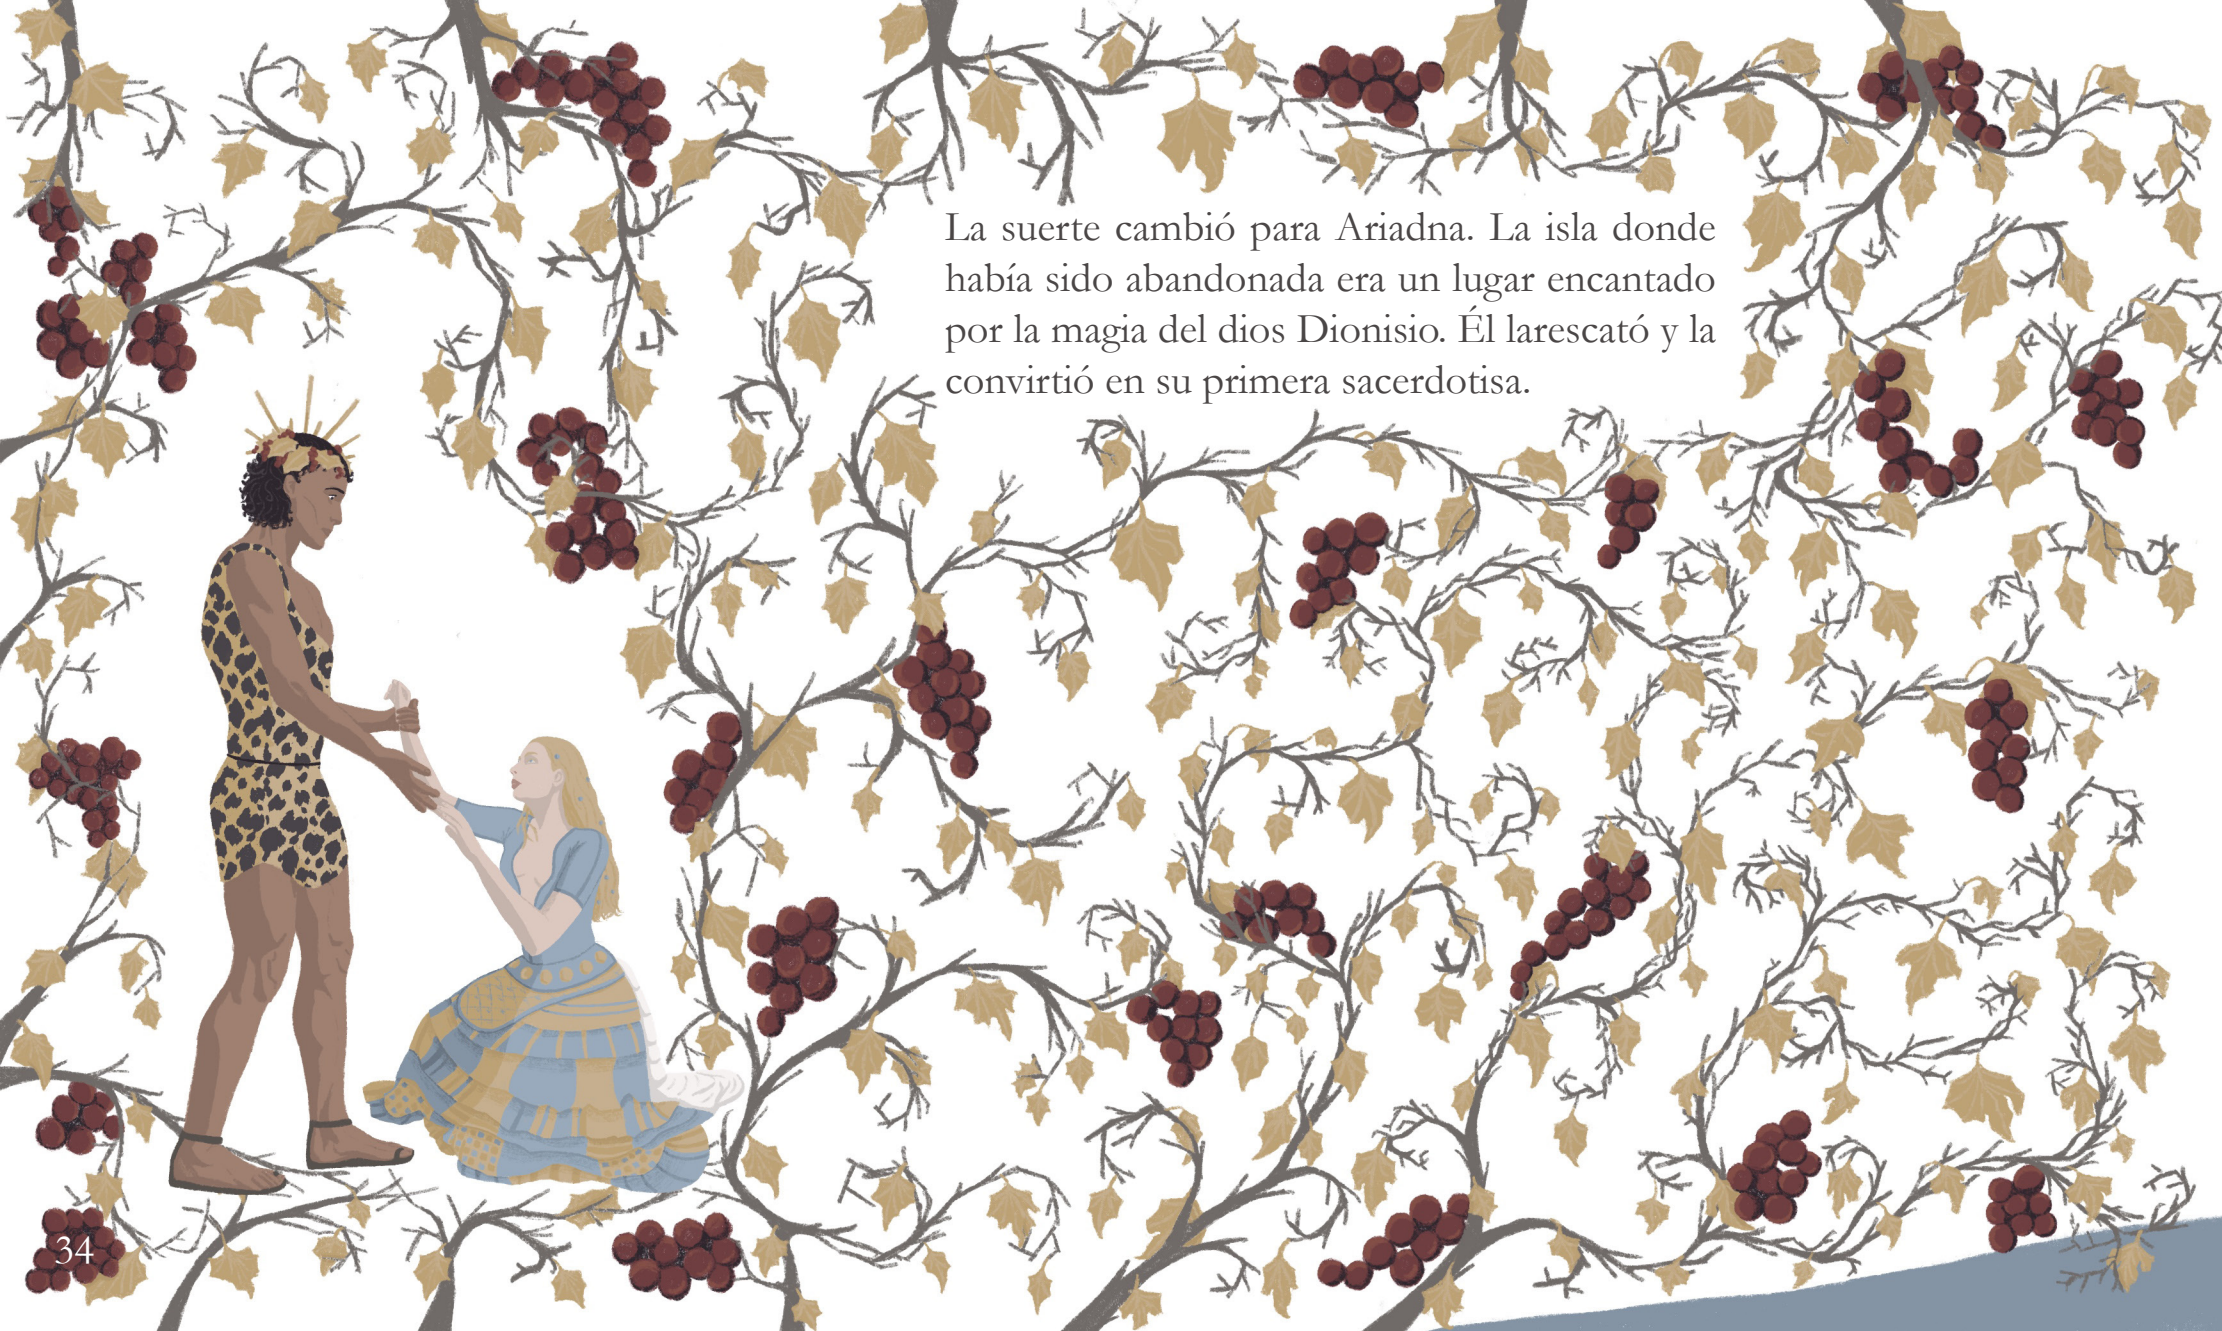 La suerte cambió para Ariadna. La isla donde
había sido abandonada era un lugar encantado
por la magia del dios Dionisio. Él larescató y la
convirtió en su primera sacerdotisa.
34